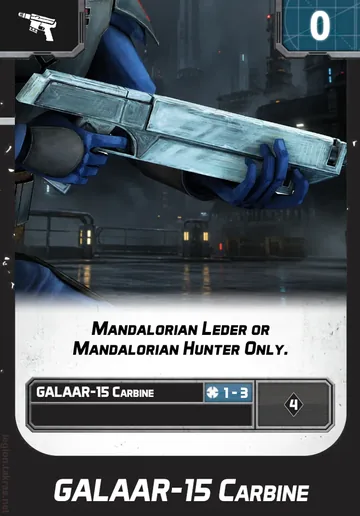 0
MANDALORIAN LEDER OR
MANDALORIAN HUNTER ONLY.
GALAAR-15 CARBINE 1 - 3
4
GALAAR-15 CARBINE